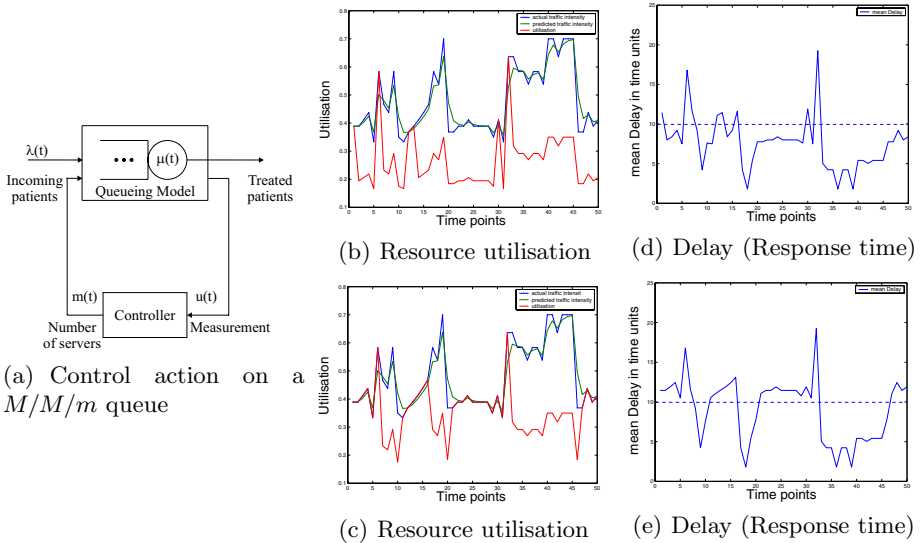 λ(t)
Incoming
patients
•••
μ(t)
Queueing Model
Treated
patients
m(t)
u(t)
Controller
Number
of servers
Measurement
(a) Control action on a
M/M/m queue
Utilisation
0.8
0.7
0.6
0.5
0.4
0.3
0.2
0.1
0
5
10
15
20
25
30
35
40
45
50
Time points
actual traffic intensity
predicted traffic intensity
utilisation
(b) Resource utilisation
mean Delay in time units
25
20
15
10
5
0
0
5
10
15
20
25
30
35
40
45
50
Time points
mean Delay
(d) Delay (Response time)
Utilisation
0.8
0.7
0.6
0.5
0.4
0.3
0.2
0.1
0
5
10
15
20
25
30
35
40
45
50
Time points
actual traffic intensit
predicted traffic intensity
utilisation
(c) Resource utilisation
mean Delay in time units
25
20
15
10
5
0
0
5
10
15
20
25
30
35
40
45
50
Time points
mean Delay
(e) Delay (Response time)